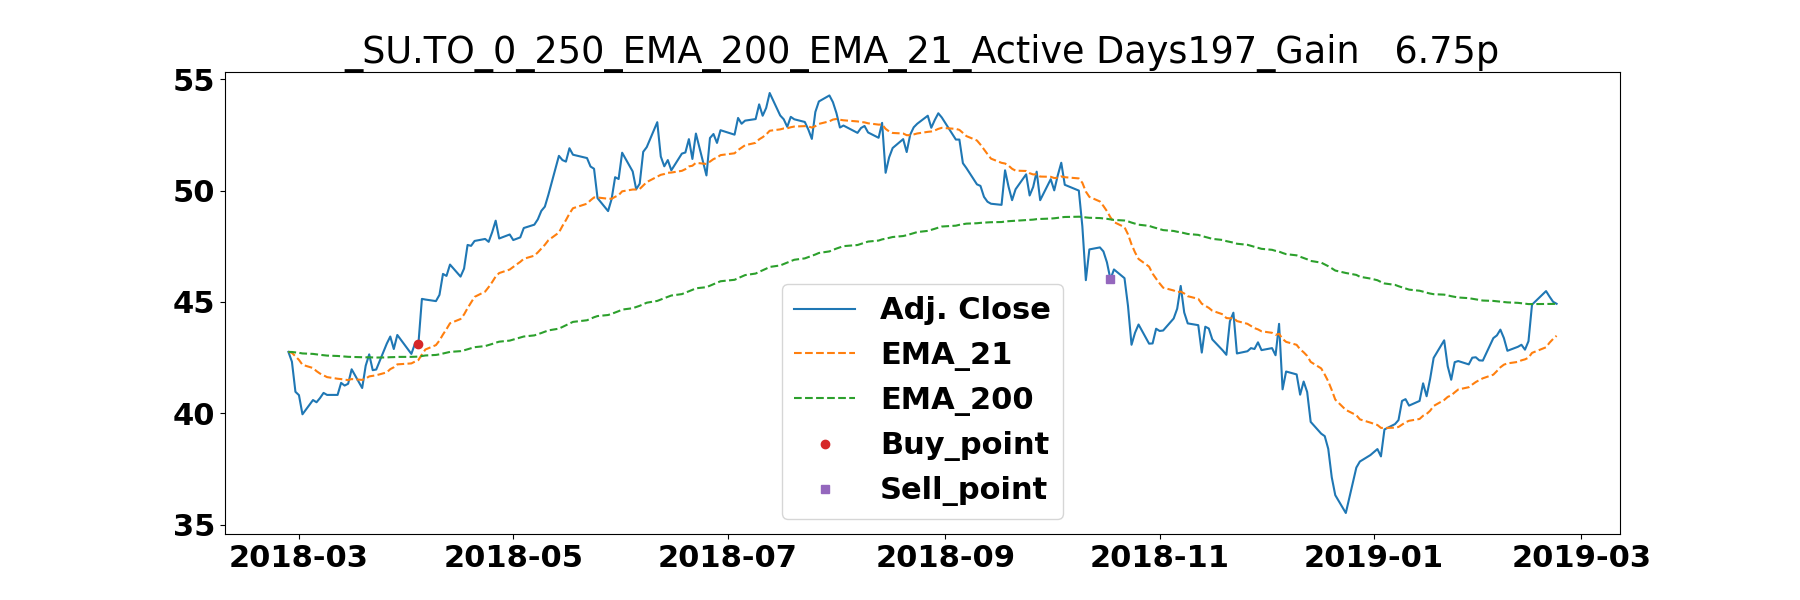 _SU.TO_0_250_EMA_200_EMA_21_Active Days197_Gain   6.75p
55
50
45
40
35
Adj. Close
EMA_21
EMA_200
Buy_point
Sell_point
2018-03 2018-05 2018-07 2018-09 2018-11 2019-01 2019-03